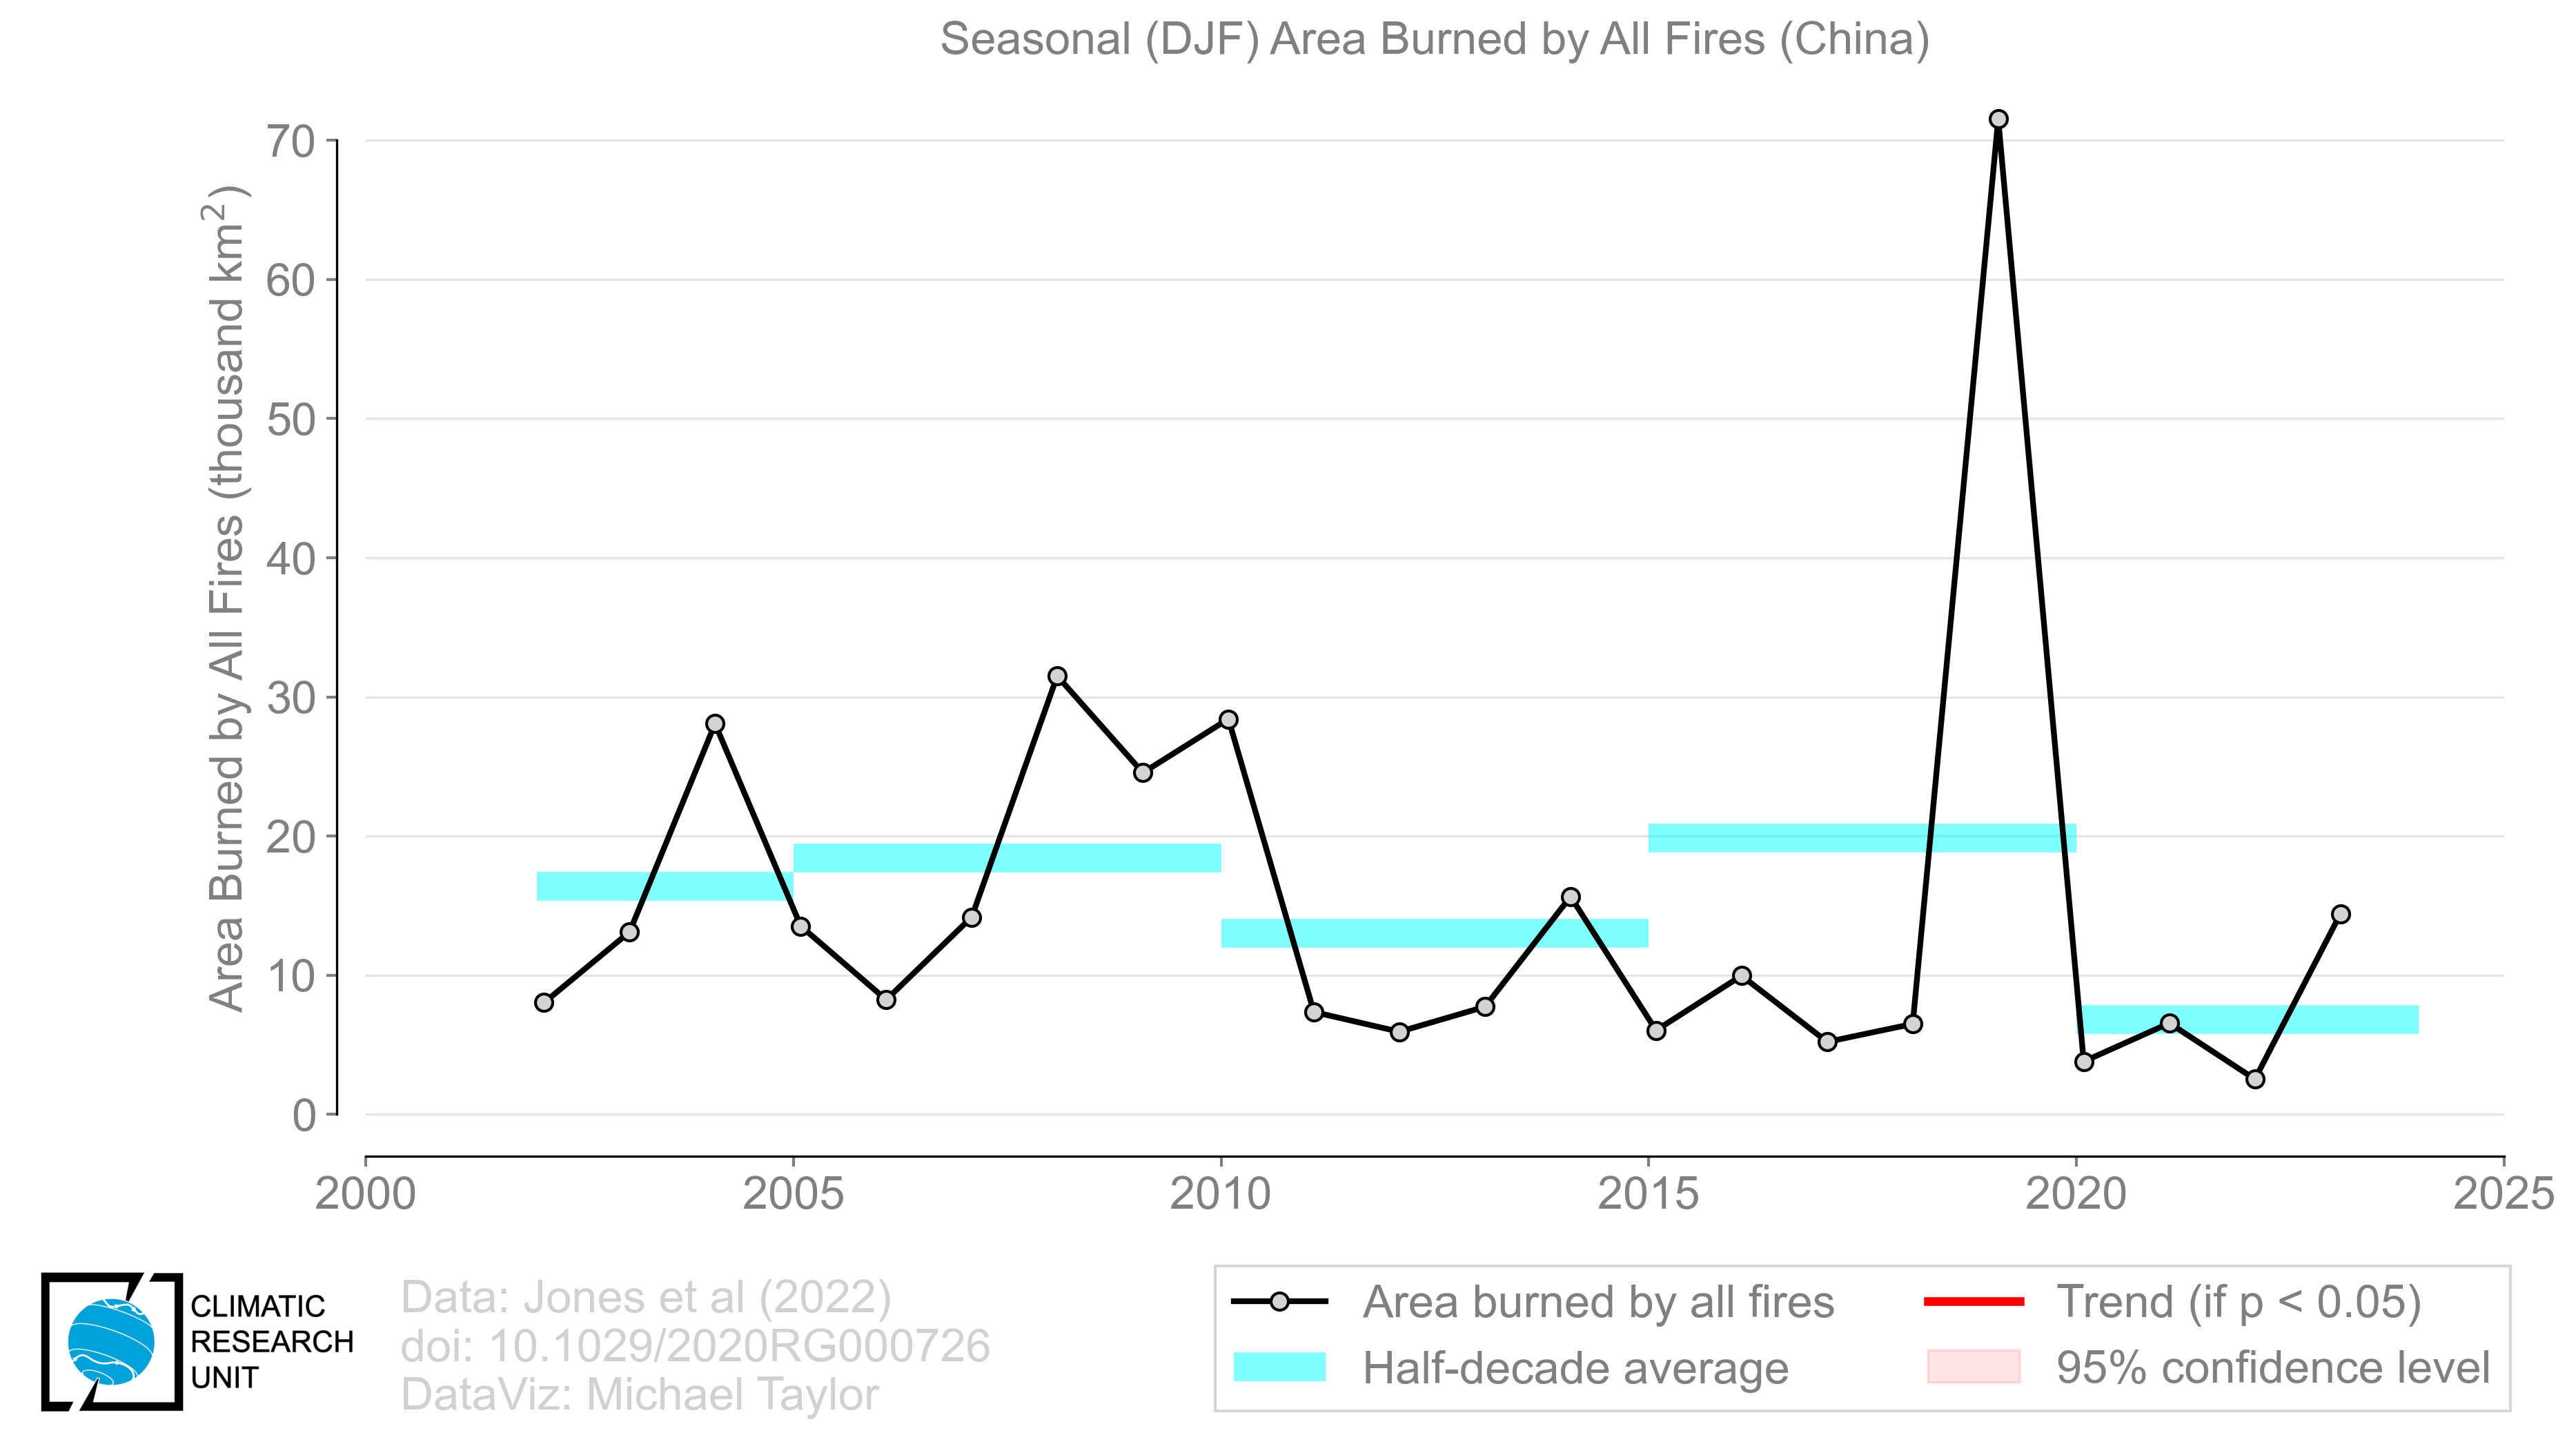 Seasonal (DJF) Area Burned by All Fires (China)
Area Burned by All Fires (thousand km²)
70
60
50
40
30
20
10
0
2000 2005 2010 2015 2020 2025
CLIMATIC
RESEARCH
UNIT
Data: Jones et al (2022)
doi: 10.1029/2020RG000726
DataViz: Michael Taylor
Area burned by all fires
Half-decade average
Trend (if p < 0.05)
95% confidence level